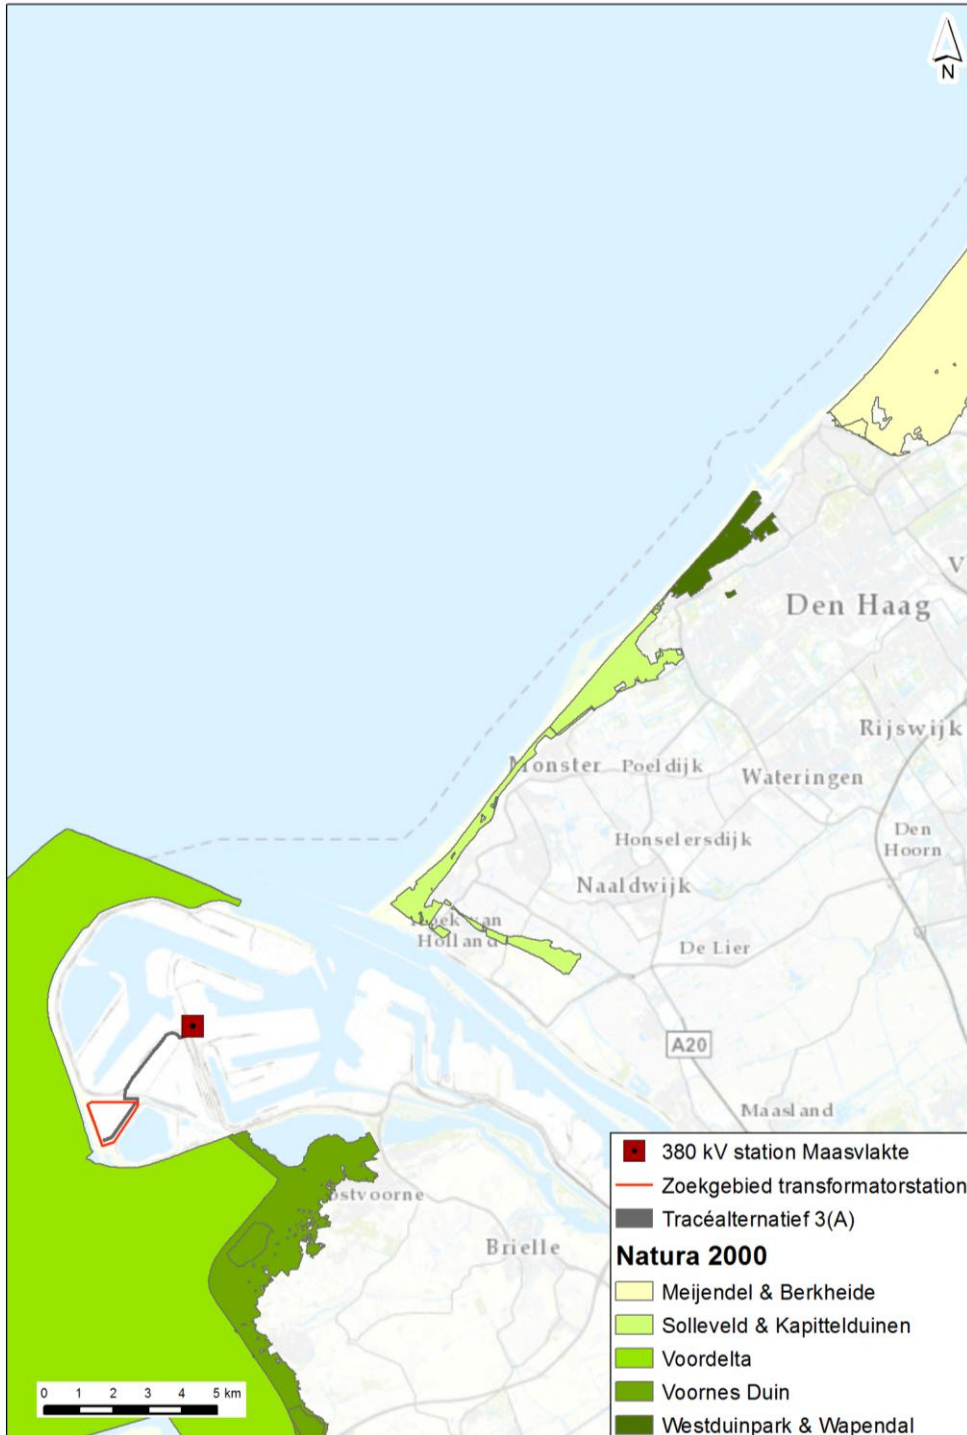 N
V
Den Haag
Rijswijk
Monster
Poeldijk
Wateringen
Den
Hoorn
Honselersdijk
Naaldwijk
Hoek van
Holland
De Lier
A20
Maasland
ostvoorne
Brielle
380 kV station Maasvlakte
Zoekgebied transformatorstation
Tracéalternatief 3(A)
Natura 2000
Meijendel & Berkheide
Solleveld & Kapittelduinen
Voordelta
Voornes Duin
Westduinpark & Wapendal
0 1 2 3 4 5 km